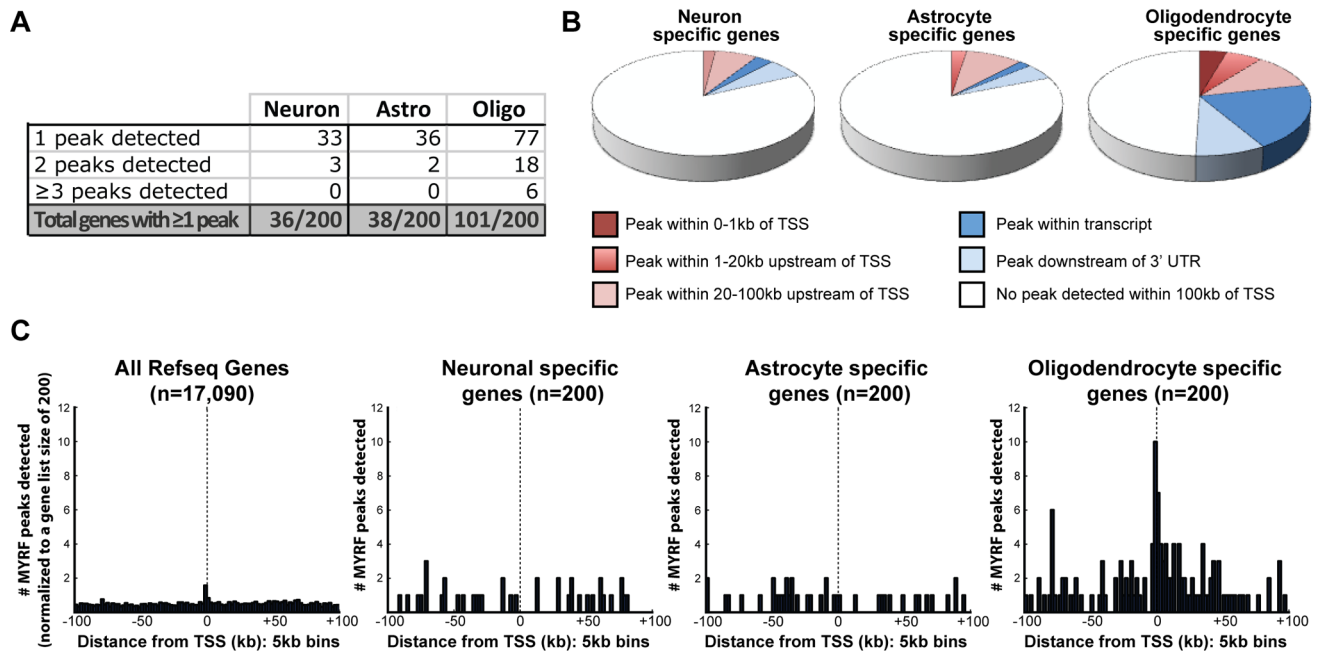 A
Neuron Astro Oligo
1 peak detected 33 36 77
2 peaks detected 3 2 18
≥3 peaks detected 0 0 6
Total genes with ≥1 peak 36/200 38/200 101/200
B
Neuron
specific genes
Astrocyte
specific genes
Oligodendrocyte
specific genes
Peak within 0-1kb of TSS
Peak within 1-20kb upstream of TSS
Peak within 20-100kb upstream of TSS
Peak within transcript
Peak downstream of 3' UTR
No peak detected within 100kb of TSS
C
All Refseq Genes
(n=17,090)
# MYRF peaks detected
(normalized to a gene list size of 200)
12
10
8
6
4
2
-100 -50 0 +50 +100
Distance from TSS (kb): 5kb bins
Neuronal specific
genes (n=200)
# MYRF peaks detected
12
10
8
6
4
2
-100 -50 0 +50 +100
Distance from TSS (kb): 5kb bins
Astrocyte specific
genes (n=200)
# MYRF peaks detected
12
10
8
6
4
2
-100 -50 0 +50 +100
Distance from TSS (kb): 5kb bins
Oligodendrocyte specific
genes (n=200)
# MYRF peaks detected
12
10
8
6
4
2
-100 -50 0 +50 +100
Distance from TSS (kb): 5kb bins